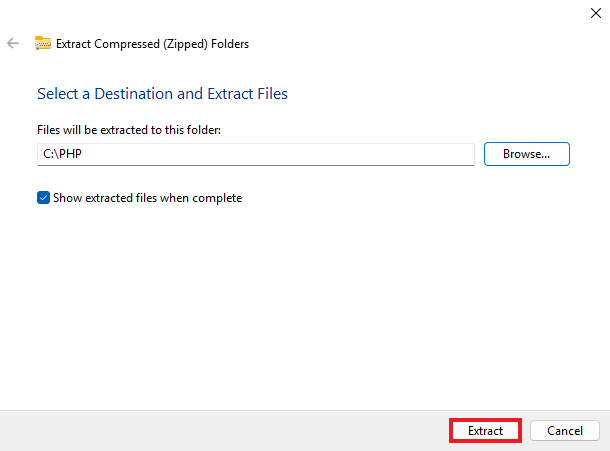 Extract Compressed (Zipped) Folders
Select a Destination and Extract Files
Files will be extracted to this folder:
C:\PHP
Browse...
Show extracted files when complete
Extract
Cancel